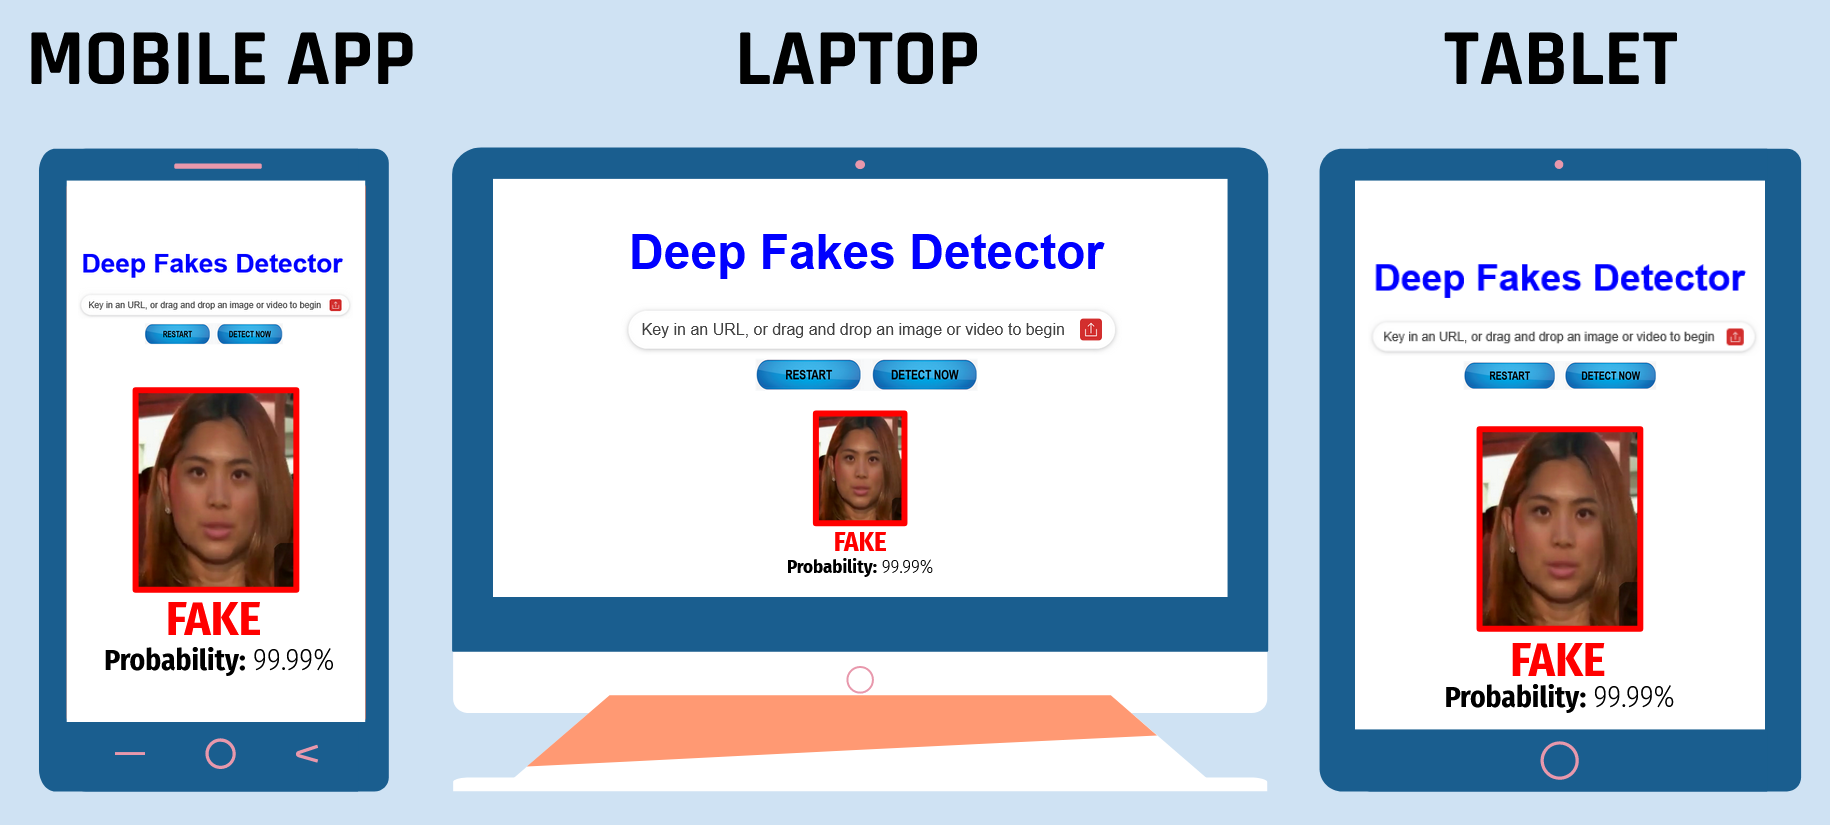 MOBILE APP
Deep Fakes Detector
Key in an URL, or drag and drop an image or video to begin
RESTART DETECT NOW
FAKE
Probability: 99.99%
LAPTOP
Deep Fakes Detector
Key in an URL, or drag and drop an image or video to begin
RESTART DETECT NOW
FAKE
Probability: 99.99%
TABLET
Deep Fakes Detector
Key in an URL, or drag and drop an image or video to begin
RESTART DETECT NOW
FAKE
Probability: 99.99%